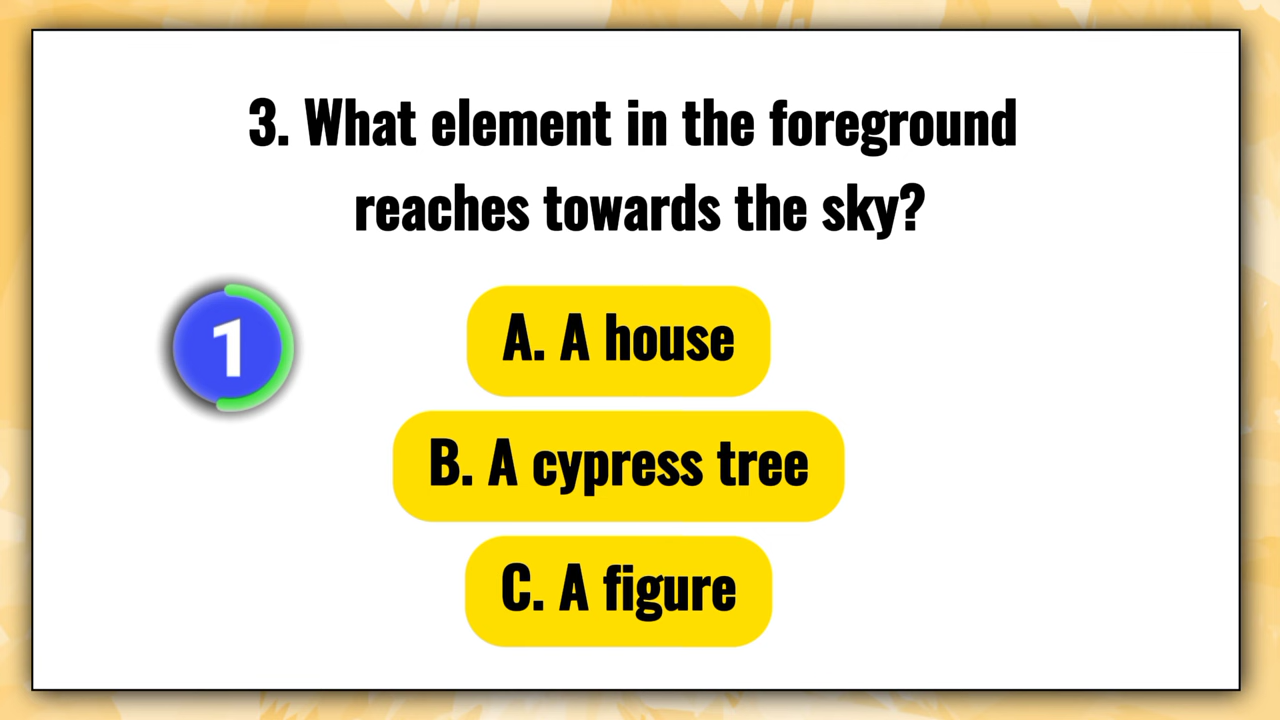 3. What element in the foreground
reaches towards the sky?
1
A. A house
B. A cypress tree
C. A figure